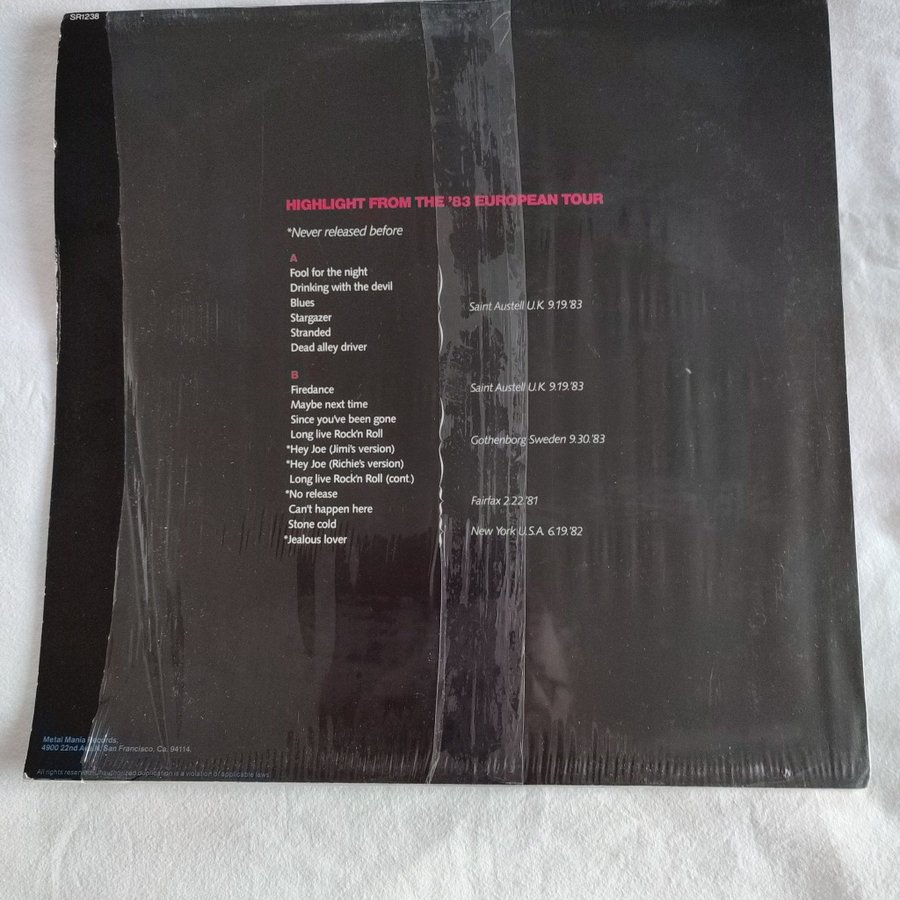 SR1238
HIGHLIGHT FROM THE '83 EUROPEAN TOUR
*Never released before
A
Fool for the night
Drinking with the devil
Blues
Saint Austell U.K. 9.19.'83
Stargazer
Stranded
Dead alley driver
B
Firedance
Saint Austell U.K. 9.19.'83
Maybe next time
Since you've been gone
Long live Rock'n Roll
Gothenborg Sweden 9.30.'83
*Hey Joe (Jimi's version)
*Hey Joe (Richie's version)
Long live Rock'n Roll (cont.)
*No release
Fairfax 2.22.'81
Can't happen here
Stone cold
New York U.S.A. 6.19.'82
*Jealous lover
Metal Mania Records.
4900 22nd San Francisco, Ca. 94114.
All rights reserved. Unauthorized duplication is a violation of applicable laws.